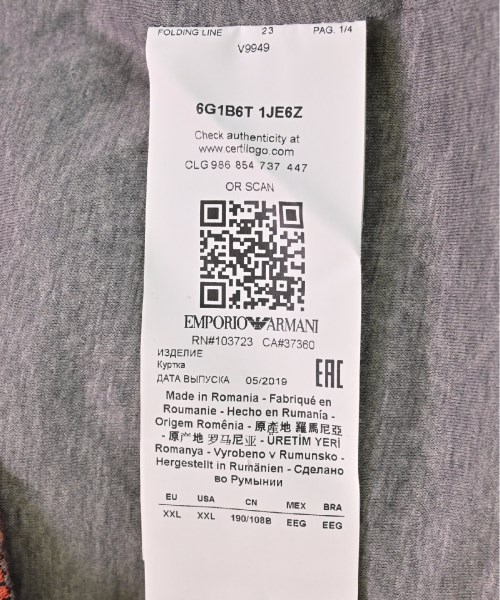 FOLDING LINE 23 PAG. 1/4
V9949
6G1B6T 1JE6Z
Check authenticity at
www.certilogo.com
CLG 986 854 737 447
OR SCAN
EMPORIO ARMANI
RN#103723 CA#37360
ИЗДЕЛИЕ
Куртка
ДАТА ВЫПУСКА 05/2019 EAC
Made in Romania - Fabriqué en
Roumanie - Hecho en Rumanía -
Origem Romênia - 原產地 羅馬尼亞
- 原产地 罗马尼亚 - ÜRETİM YERİ
Romanya - Vyrobeno v Rumunsko -
Hergestellt in Rumänien - Сделано
во Румынии
EU USA CN MEX BRA
XXL XXL 190/108B EEG EEG